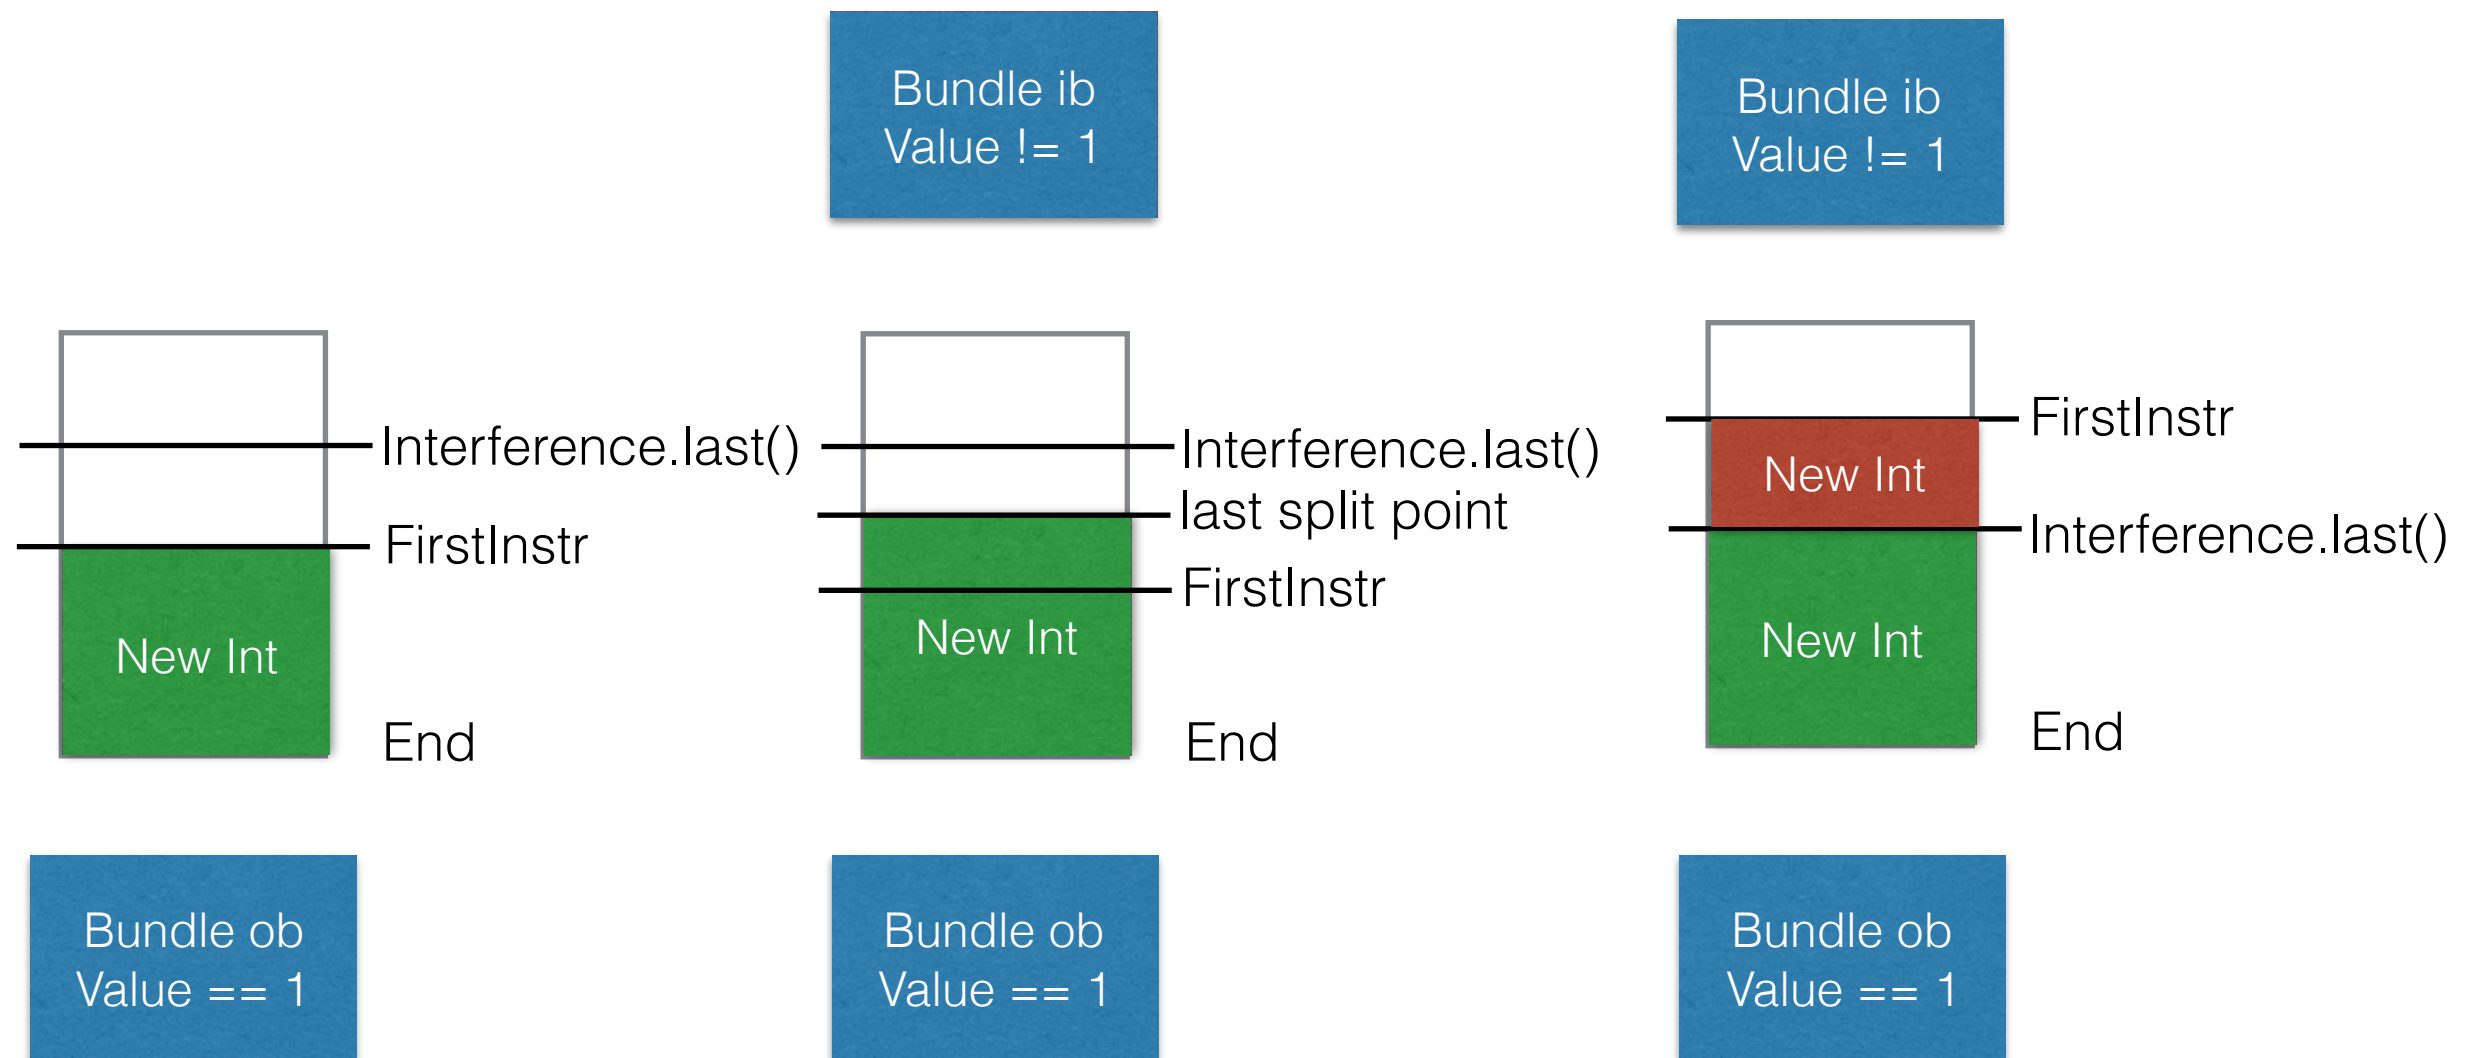 Bundle ib
Value != 1
Bundle ib
Value != 1
Interference.last()
FirstInstr
New Int
End
Interference.last()
last split point
FirstInstr
New Int
End
FirstInstr
New Int
Interference.last()
New Int
End
Bundle ob
Value == 1
Bundle ob
Value == 1
Bundle ob
Value == 1